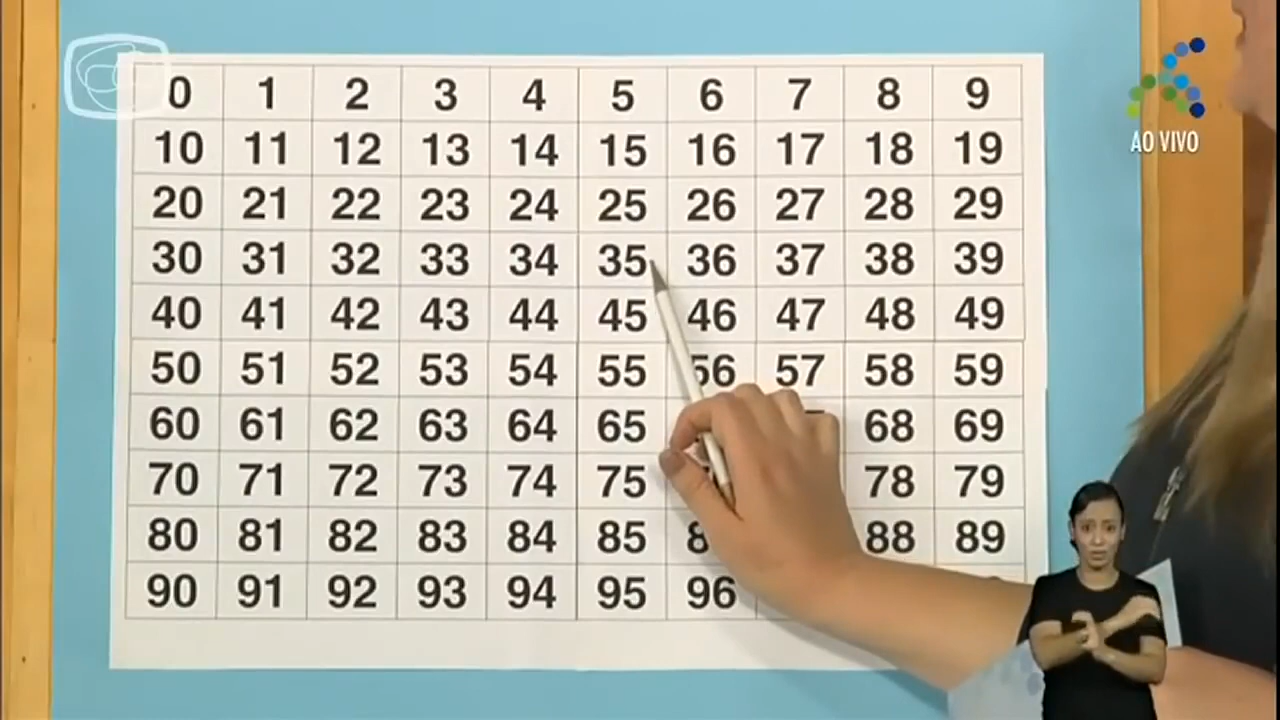 0 1 2 3 4 5 6 7 8 9
10 11 12 13 14 15 16 17 18 19
20 21 22 23 24 25 26 27 28 29
30 31 32 33 34 35 36 37 38 39
40 41 42 43 44 45 46 47 48 49
50 51 52 53 54 55 56 57 58 59
60 61 62 63 64 65 68 69
70 71 72 73 74 75 78 79
80 81 82 83 84 85 88 89
90 91 92 93 94 95 96
AO VIVO